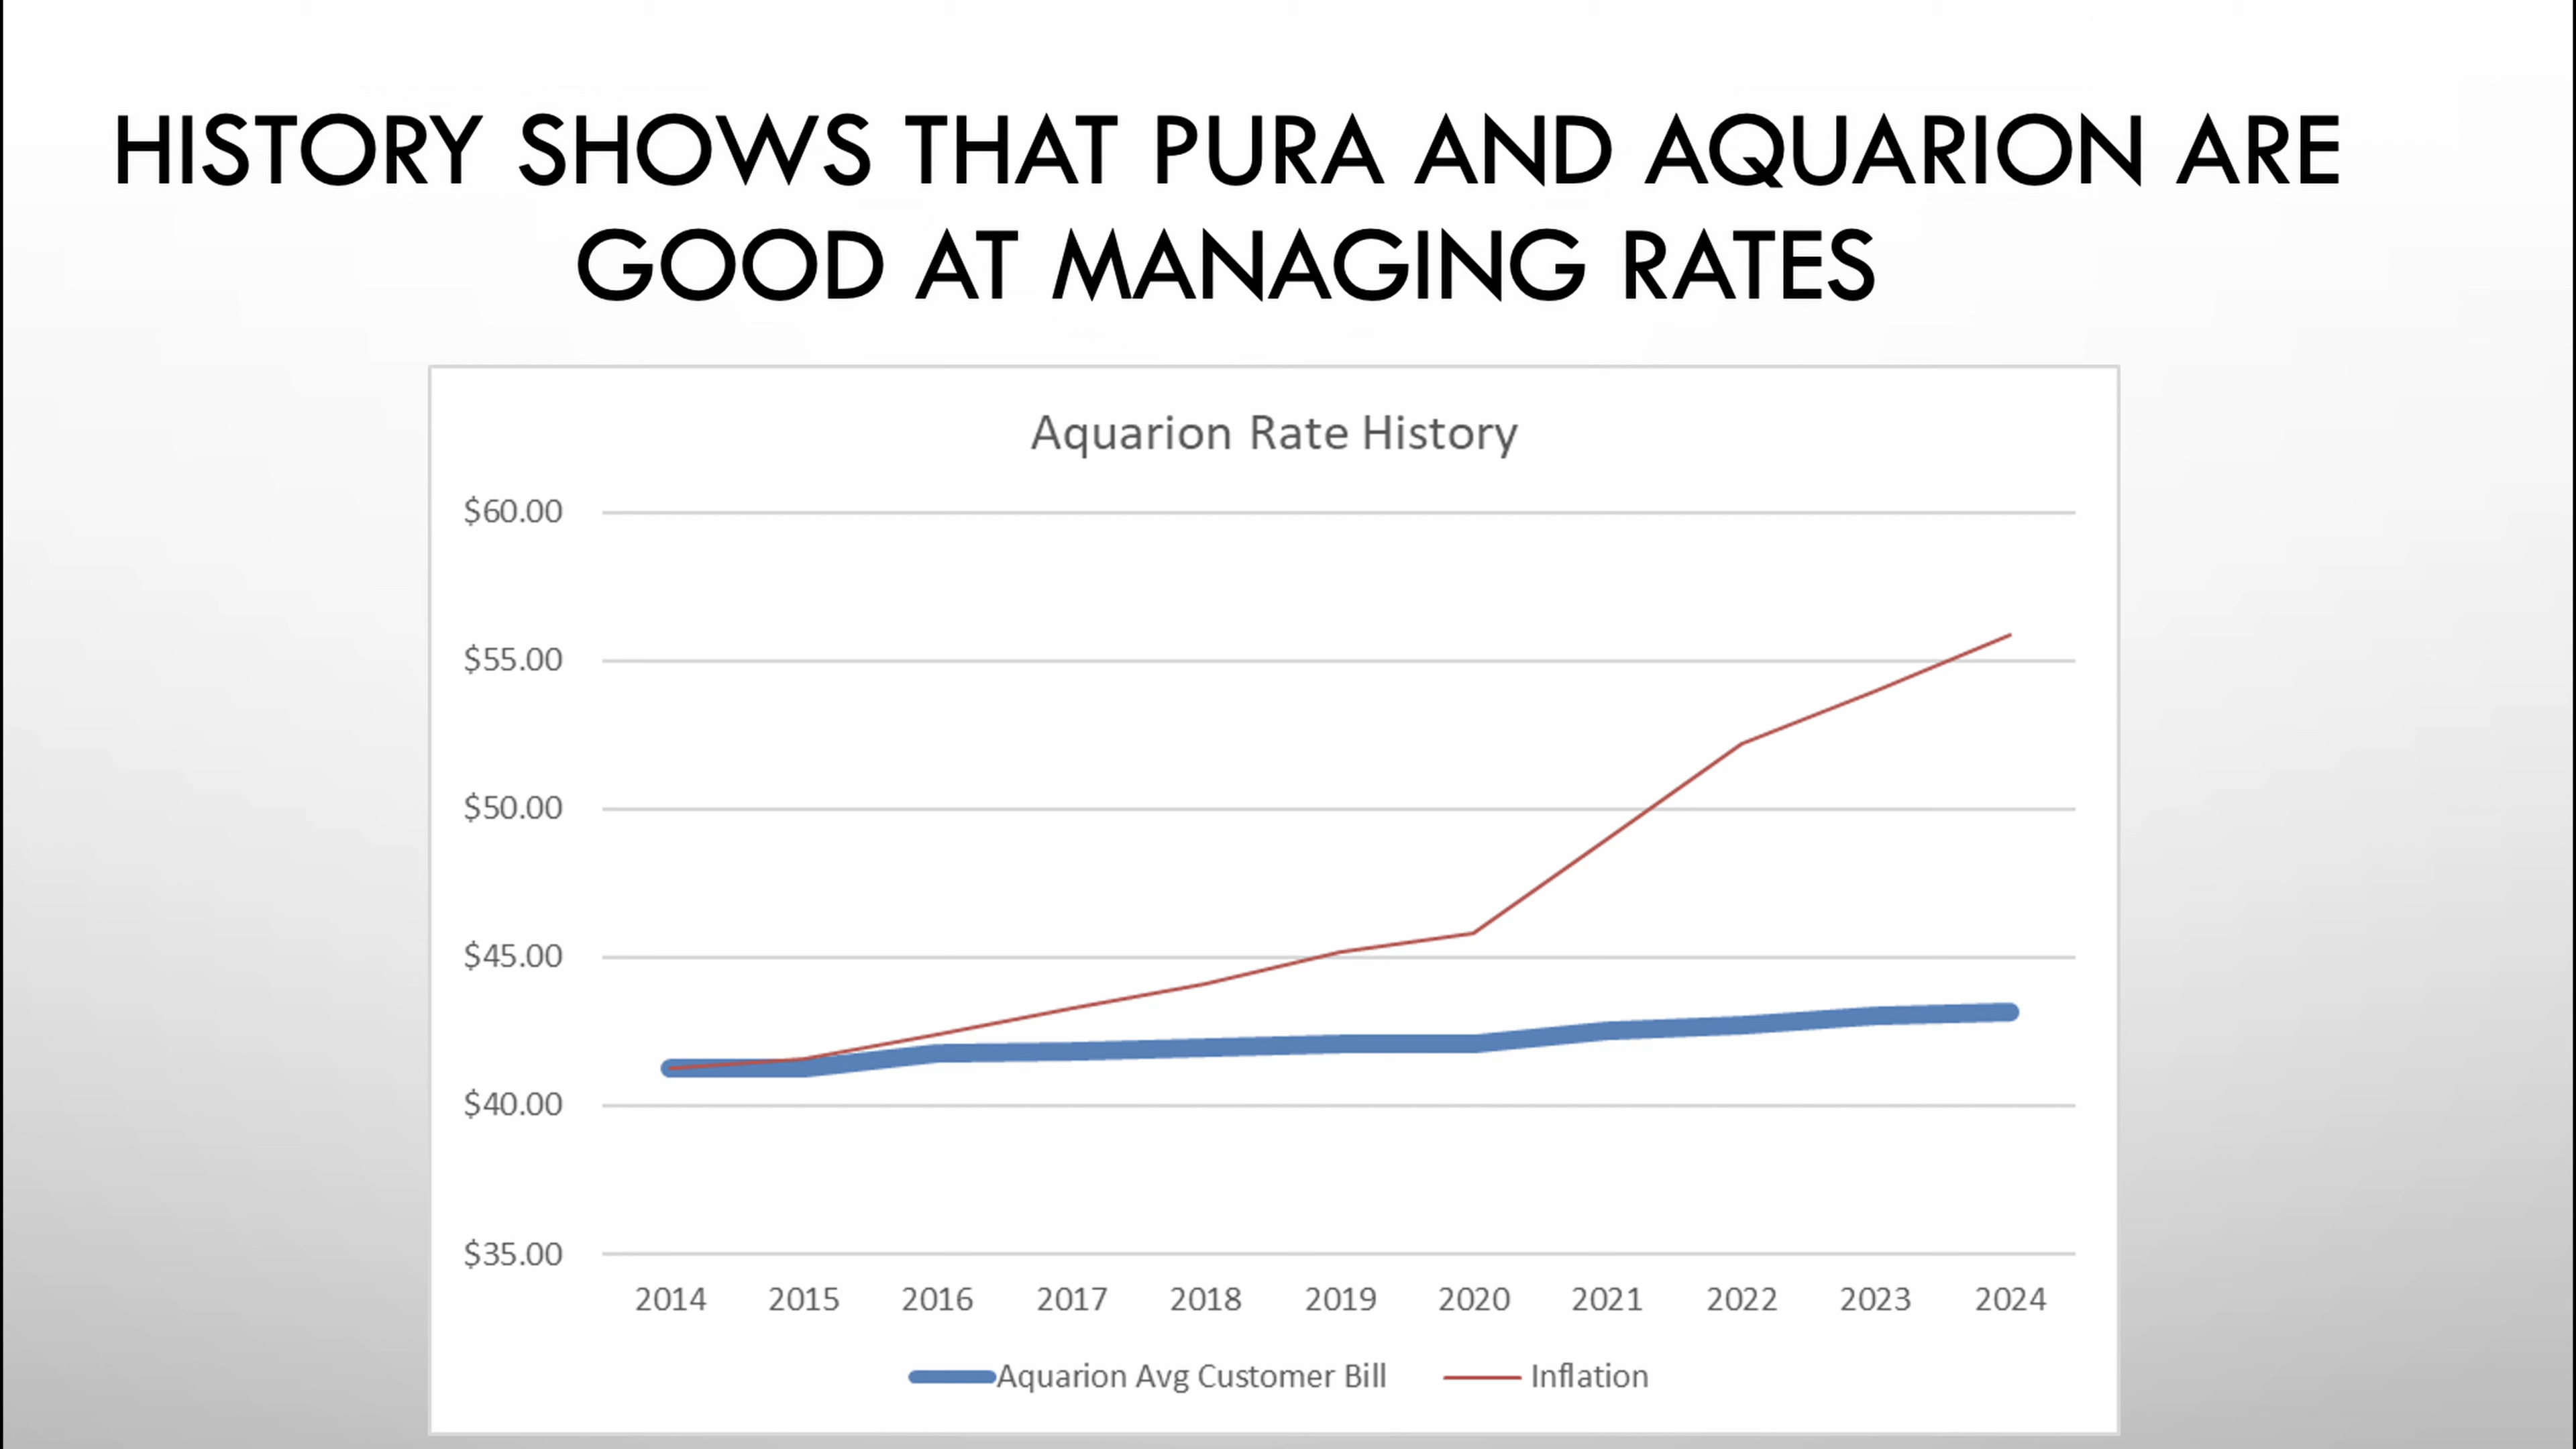 HISTORY SHOWS THAT PURA AND AQUARION ARE
GOOD AT MANAGING RATES
Aquarion Rate History
$60.00
$55.00
$50.00
$45.00
$40.00
$35.00
2014 2015 2016 2017 2018 2019 2020 2021 2022 2023 2024
Aquarion Avg Customer Bill Inflation